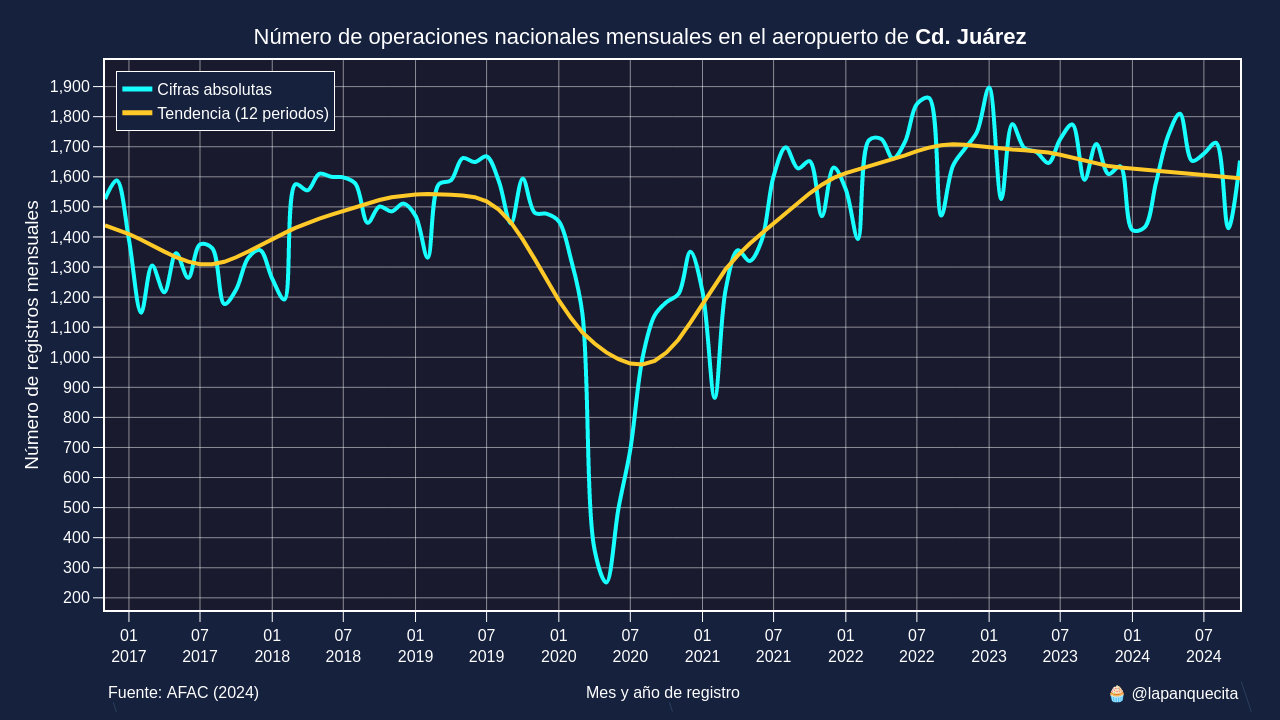 Número de operaciones nacionales mensuales en el aeropuerto de Cd. Juárez
Cifras absolutas
Tendencia (12 periodos)
Número de registros mensuales
1,900
1,800
1,700
1,600
1,500
1,400
1,300
1,200
1,100
1,000
900
800
700
600
500
400
300
200
01 07 01 07 01 07 01 07 01 07 01 07 01 07 01 07
2017 2017 2018 2018 2019 2019 2020 2020 2021 2021 2022 2022 2023 2023 2024 2024
Fuente: AFAC (2024) Mes y año de registro 🧁 @lapanquecita